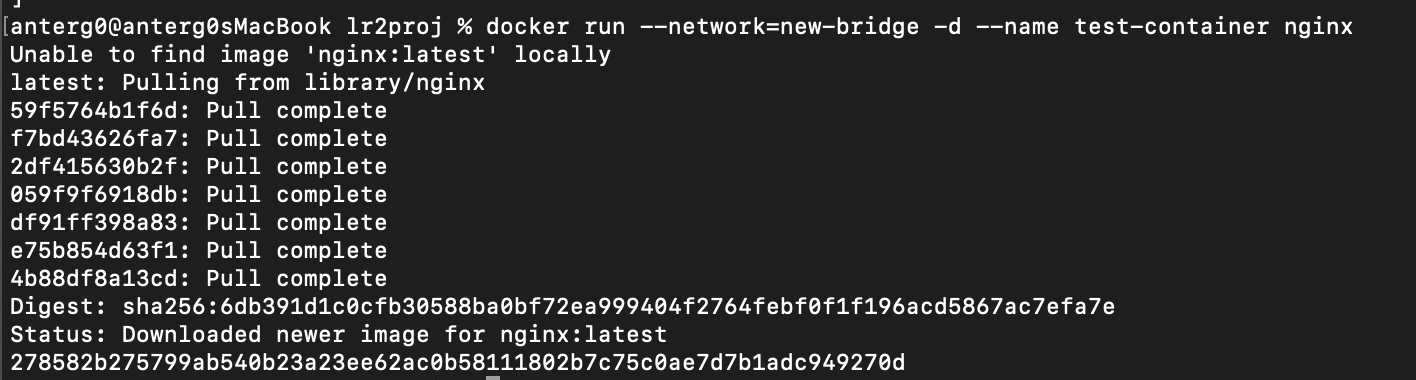 ]
[anterg0@anterg0sMacBook lr2proj % docker run --network=new-bridge -d --name test-container nginx
Unable to find image 'nginx:latest' locally
latest: Pulling from library/nginx
59f5764b1f6d: Pull complete
f7bd43626fa7: Pull complete
2df415630b2f: Pull complete
059f9f6918db: Pull complete
df91ff398a83: Pull complete
e75b854d63f1: Pull complete
4b88df8a13cd: Pull complete
Digest: sha256:6db391d1c0cfb30588ba0bf72ea999404f2764febf0f1f196acd5867ac7efa7e
Status: Downloaded newer image for nginx:latest
278582b275799ab540b23a23ee62ac0b58111802b7c75c0ae7d7b1adc949270d